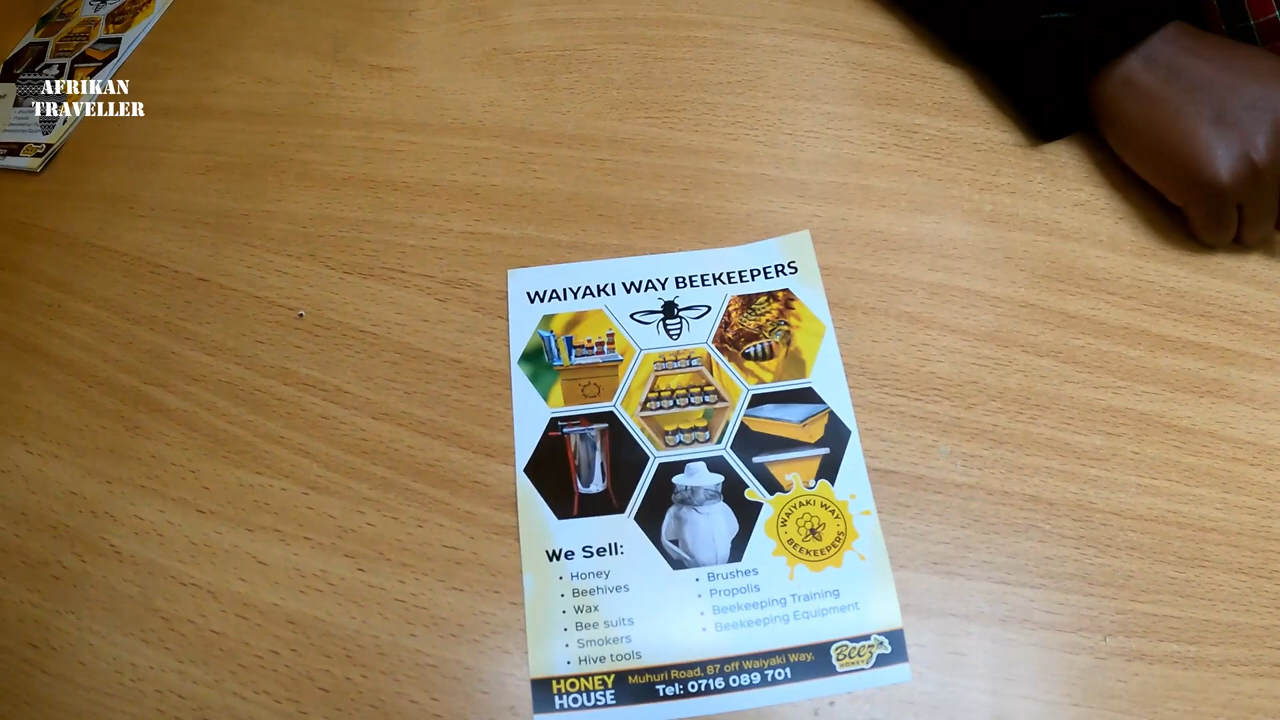 AFRIKAN
TRAVELLER
WAIYAKI WAY BEEKEEPERS
WAIYAKI WAY
BEEKEEPERS
We Sell:
• Honey
• Beehives
• Wax
• Bee suits
• Smokers
• Hive tools
• Brushes
• Propolis
• Beekeeping Training
• Beekeeping Equipment
HONEY
HOUSE
Muhuri Road, 87 off Waiyaki Way,
Tel: 0716 089 701
Beez
HONEY